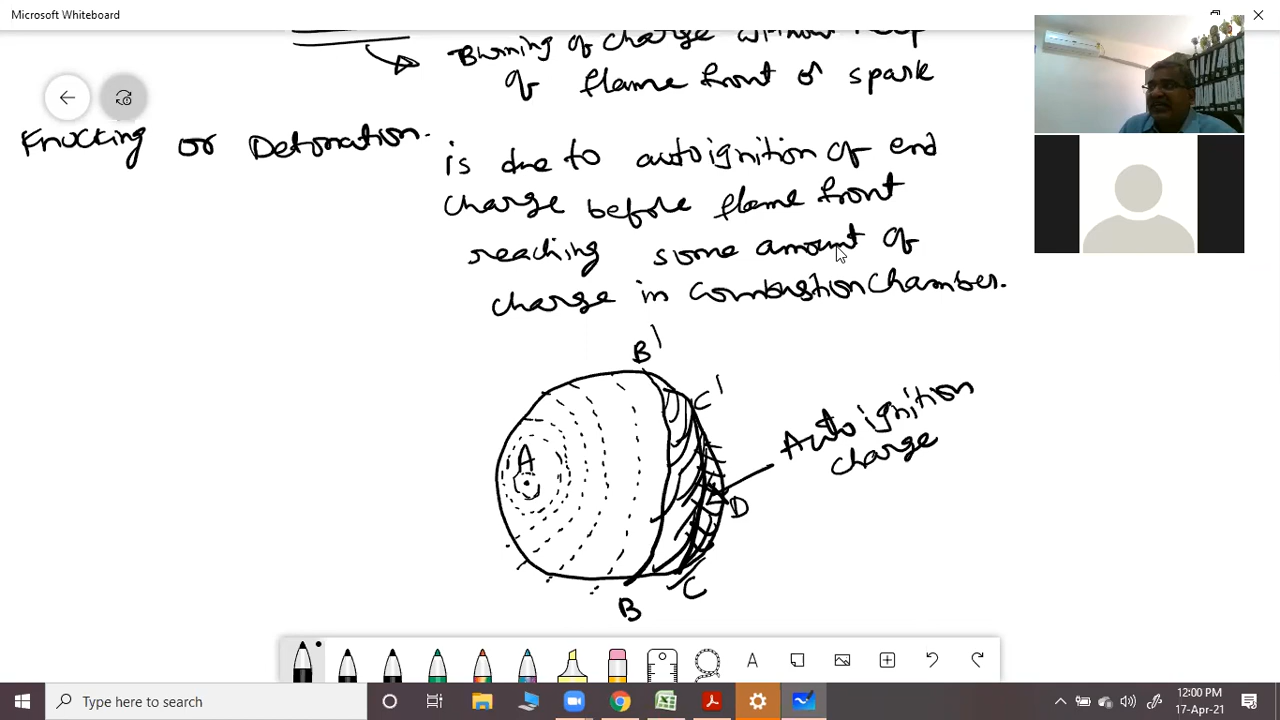 Microsoft Whiteboard
Burning of charge without help
of flame front or spark
Knocking or Detonation.
is due to autoignition of end
charge before flame front
reaching some amount of
charge in Combustion Chamber.
B'
C'
A
Auto ignition
charge
D
B
C
A
Type here to search
12:00 PM
17-Apr-21